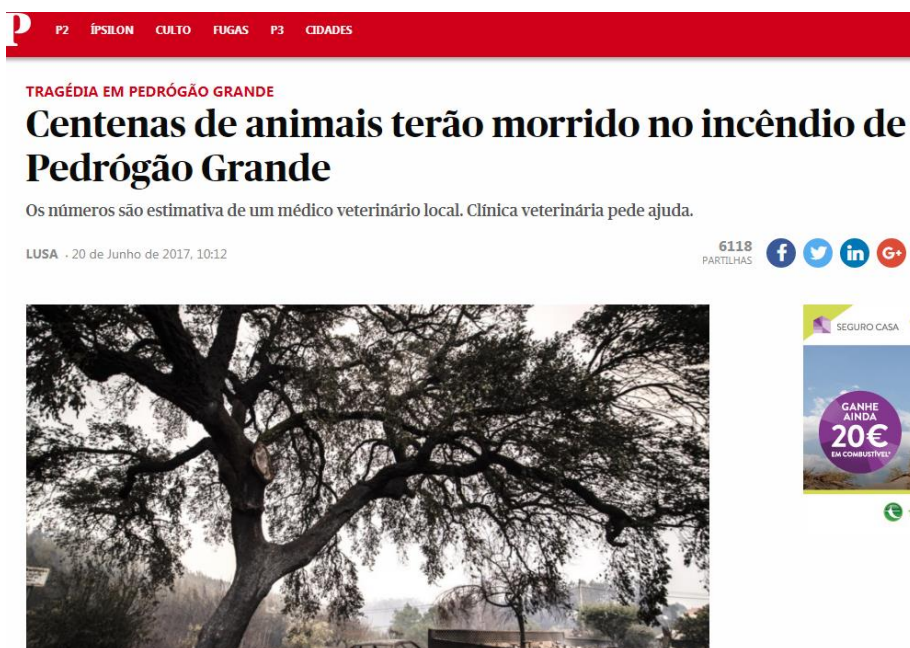 P
P2 ÍPSILON CULTO FUGAS P3 CIDADES
TRAGÉDIA EM PEDRÓGÃO GRANDE
Centenas de animais terão morrido no incêndio de
Pedrógão Grande
Os números são estimativa de um médico veterinário local. Clínica veterinária pede ajuda.
LUSA - 20 de Junho de 2017, 10:12
6118
PARTILHAS
f in G+
SEGURO CASA
GANHE
AINDA
20€
EM COMBUSTÍVEL*